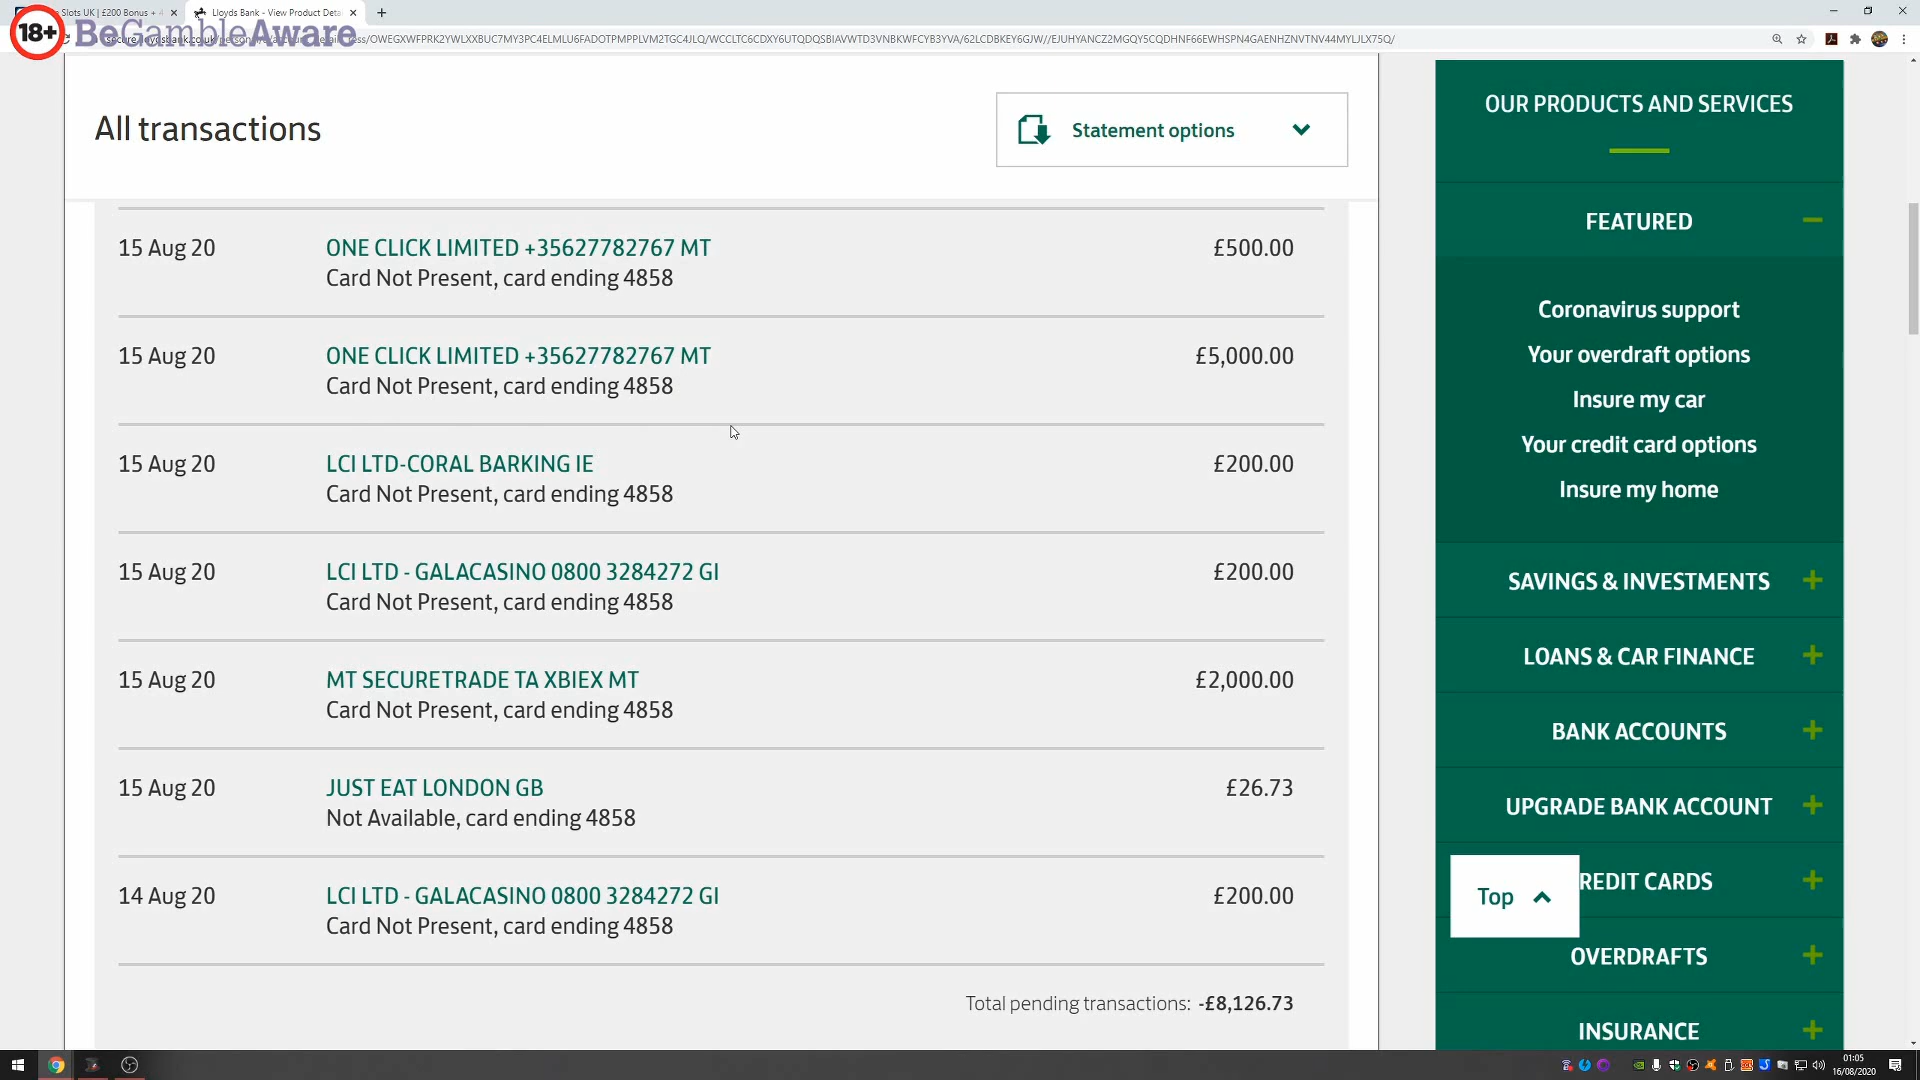 Slots UK | £200 Bonus +
Lloyds Bank - View Product Deta
18+
BeGambleAware
/OWEGXWFPRK2YWLXXBUC7MY3PC4ELMLU6FADOTPMPPLVM2TGC4JLQ/WCCLTC6CDXY6UTQDQSBIAVWTD3VNBKWFCYB3YVA/62LCDBKEY6GJW//EJUHYANCZ2MGQY5CQDHNF66EWHSPN4GAENHZNVTNV44MYLJLX75Q/
All transactions
Statement options
15 Aug 20
ONE CLICK LIMITED +35627782767 MT
£500.00
Card Not Present, card ending 4858
15 Aug 20
ONE CLICK LIMITED +35627782767 MT
£5,000.00
Card Not Present, card ending 4858
15 Aug 20
LCI LTD-CORAL BARKING IE
£200.00
Card Not Present, card ending 4858
15 Aug 20
LCI LTD - GALACASINO 0800 3284272 GI
£200.00
Card Not Present, card ending 4858
15 Aug 20
MT SECURETRADE TA XBIEX MT
£2,000.00
Card Not Present, card ending 4858
15 Aug 20
JUST EAT LONDON GB
£26.73
Not Available, card ending 4858
14 Aug 20
LCI LTD - GALACASINO 0800 3284272 GI
£200.00
Card Not Present, card ending 4858
Total pending transactions: -£8,126.73
OUR PRODUCTS AND SERVICES
FEATURED
Coronavirus support
Your overdraft options
Insure my car
Your credit card options
Insure my home
SAVINGS & INVESTMENTS
LOANS & CAR FINANCE
BANK ACCOUNTS
UPGRADE BANK ACCOUNT
REDIT CARDS
Top
OVERDRAFTS
INSURANCE
01:05
16/08/2020